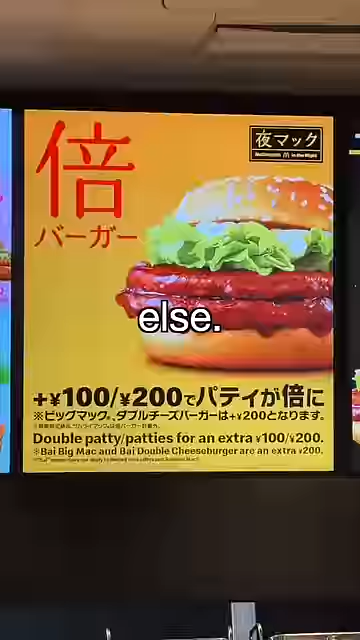 倍
バーガー
夜マック
McDonald's in the Night
else.
+¥100/¥200でパティが倍に
※ビッグマック®、ダブルチーズバーガーは+¥200となります。
Double patty/patties for an extra ¥100/¥200.
※Bai Big Mac and Bai Double Cheeseburger are an extra ¥200.